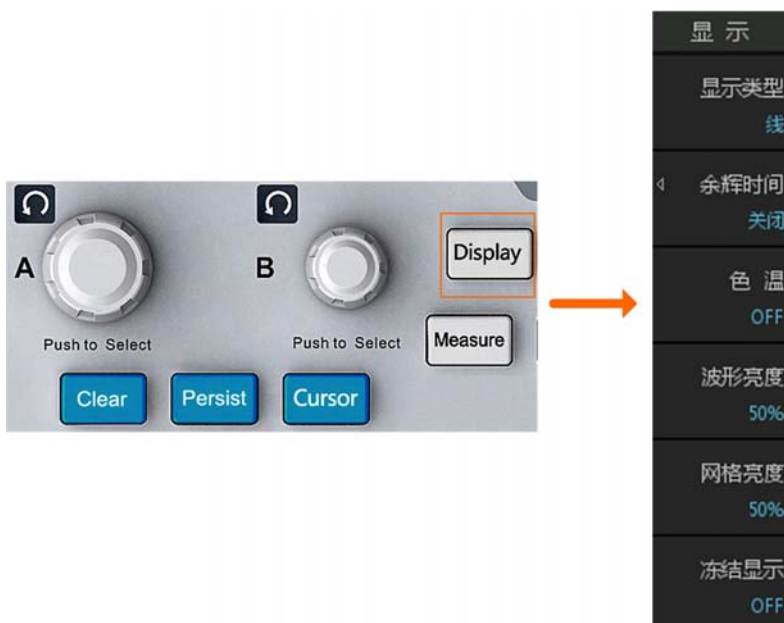 A
Push to Select
B
Push to Select
Display
Measure
Clear
Persist
Cursor
显 示
显示类型
线
余辉时间
关闭
色 温
OFF
波形亮度
50%
网格亮度
50%
冻结显示
OFF